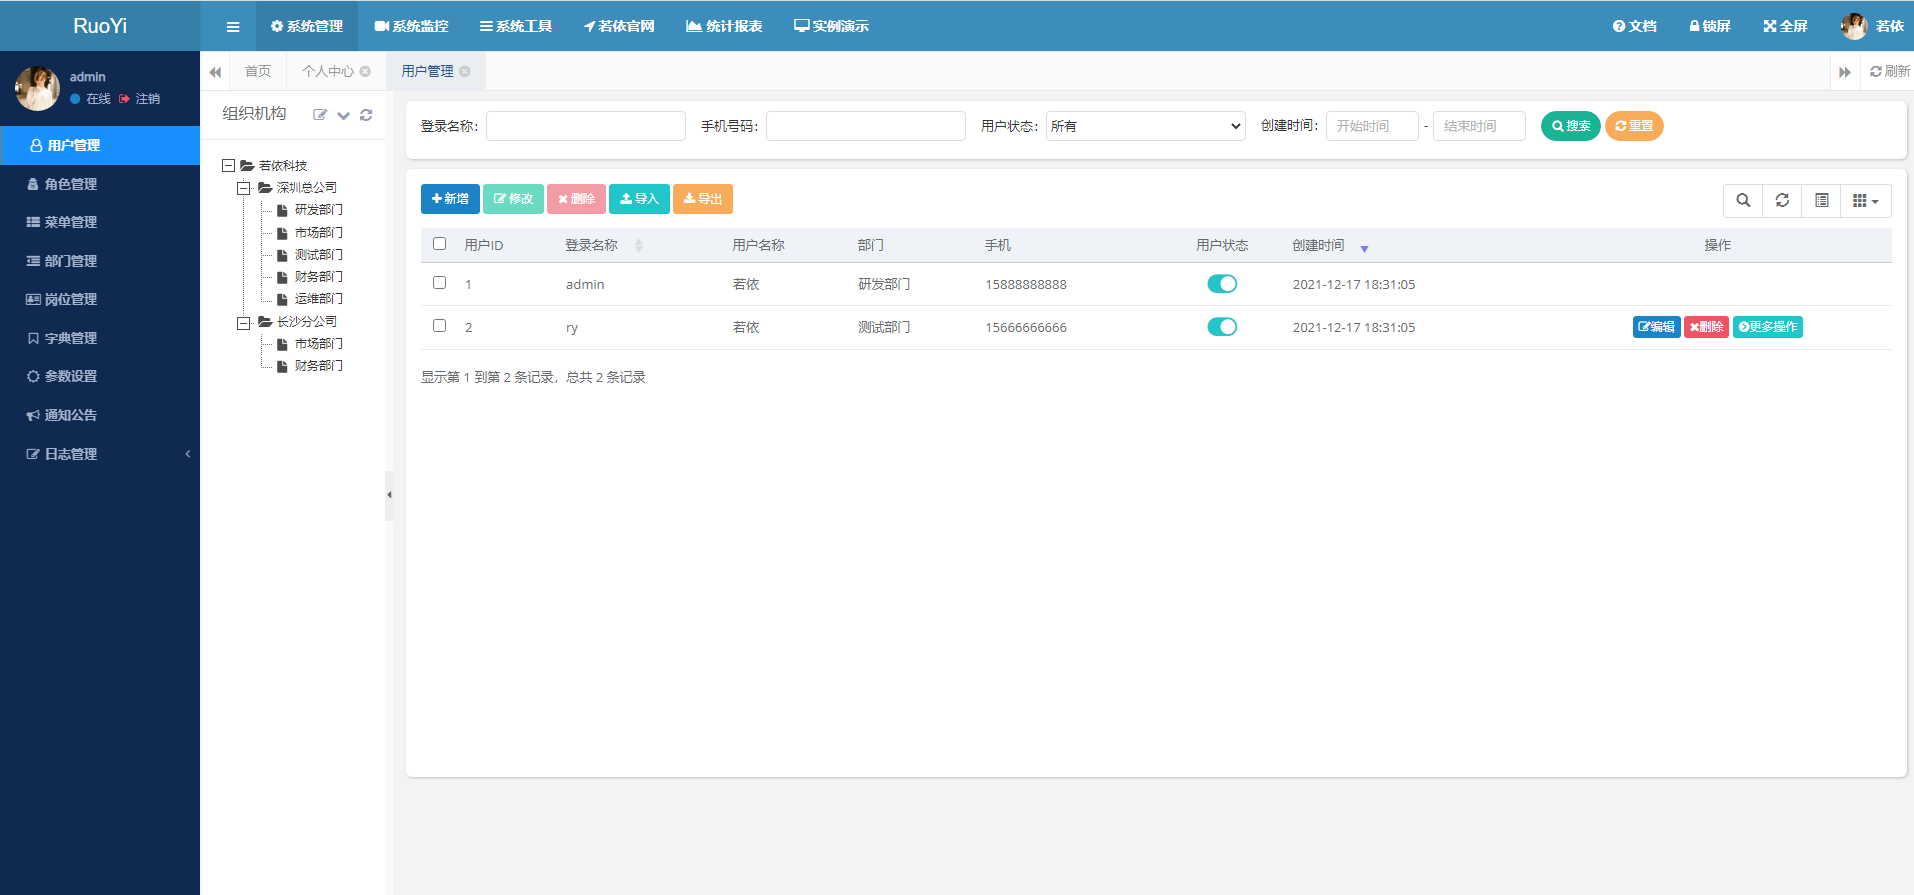 RuoYi
系统管理
系统监控
系统工具
若依官网
统计报表
实例演示
文档
锁屏
全屏
若依
admin
在线
注销
首页
个人中心
用户管理
刷新
用户管理
角色管理
菜单管理
部门管理
岗位管理
字典管理
参数设置
通知公告
日志管理
组织机构
若依科技
深圳总公司
研发部门
市场部门
测试部门
财务部门
运维部门
长沙分公司
市场部门
财务部门
登录名称：
手机号码：
用户状态： 所有
创建时间： 开始时间 - 结束时间
搜索
重置
新增
修改
删除
导入
导出
用户ID 登录名称 用户名称 部门 手机 用户状态 创建时间 操作
1 admin 若依 研发部门 15888888888 2021-12-17 18:31:05
2 ry 若依 测试部门 15666666666 2021-12-17 18:31:05 编辑 删除 更多操作
显示第 1 到第 2 条记录，总共 2 条记录